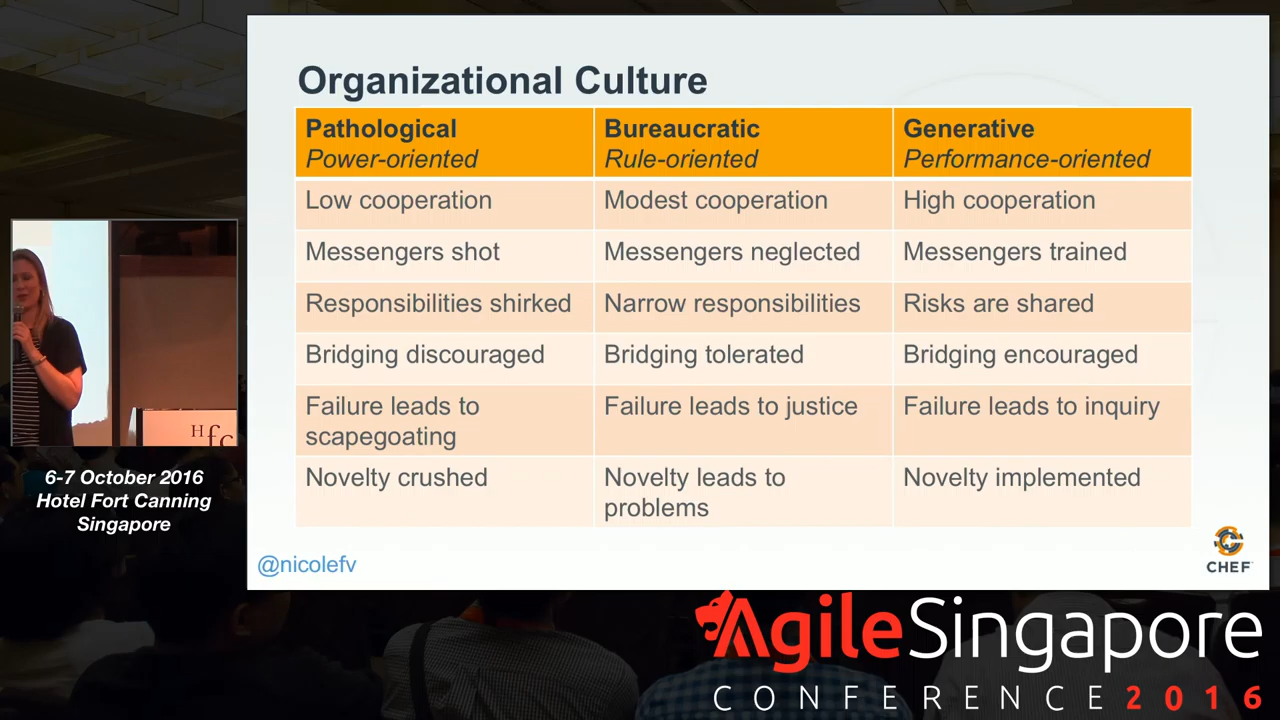 Organizational Culture
Pathological
Power-oriented
Bureaucratic
Rule-oriented
Generative
Performance-oriented
Low cooperation
Modest cooperation
High cooperation
Messengers shot
Messengers neglected
Messengers trained
Responsibilities shirked
Narrow responsibilities
Risks are shared
Bridging discouraged
Bridging tolerated
Bridging encouraged
Failure leads to
scapegoating
Failure leads to justice
Failure leads to inquiry
Novelty crushed
Novelty leads to
problems
Novelty implemented
@nicolefv
CHEF
Hfc
6-7 October 2016
Hotel Fort Canning
Singapore
AgileSingapore
CONFERENCE2016